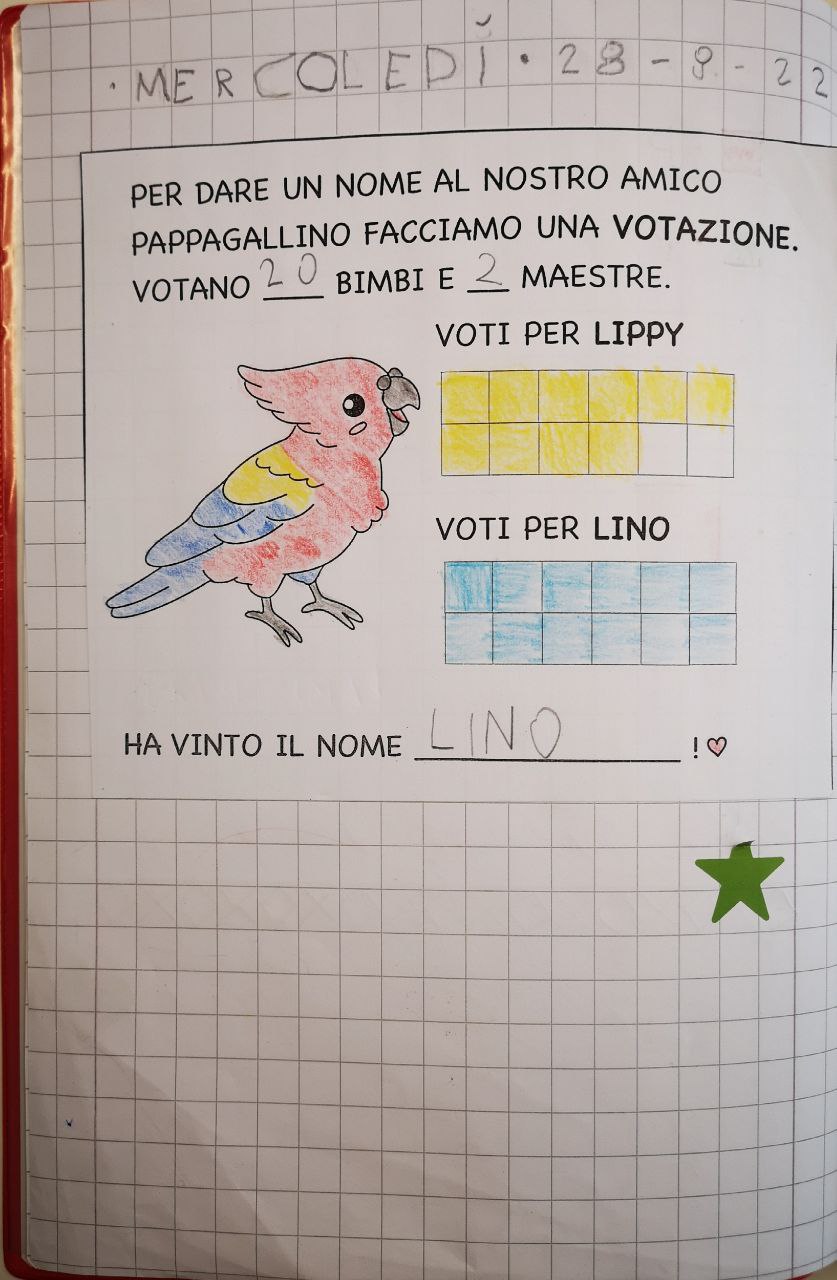 · MERCOLEDÌ · 28 - 9 - 22
PER DARE UN NOME AL NOSTRO AMICO
PAPPAGALLINO FACCIAMO UNA VOTAZIONE.
VOTANO 20 BIMBI E 2 MAESTRE.
VOTI PER LIPPY
VOTI PER LINO
HA VINTO IL NOME LINO !